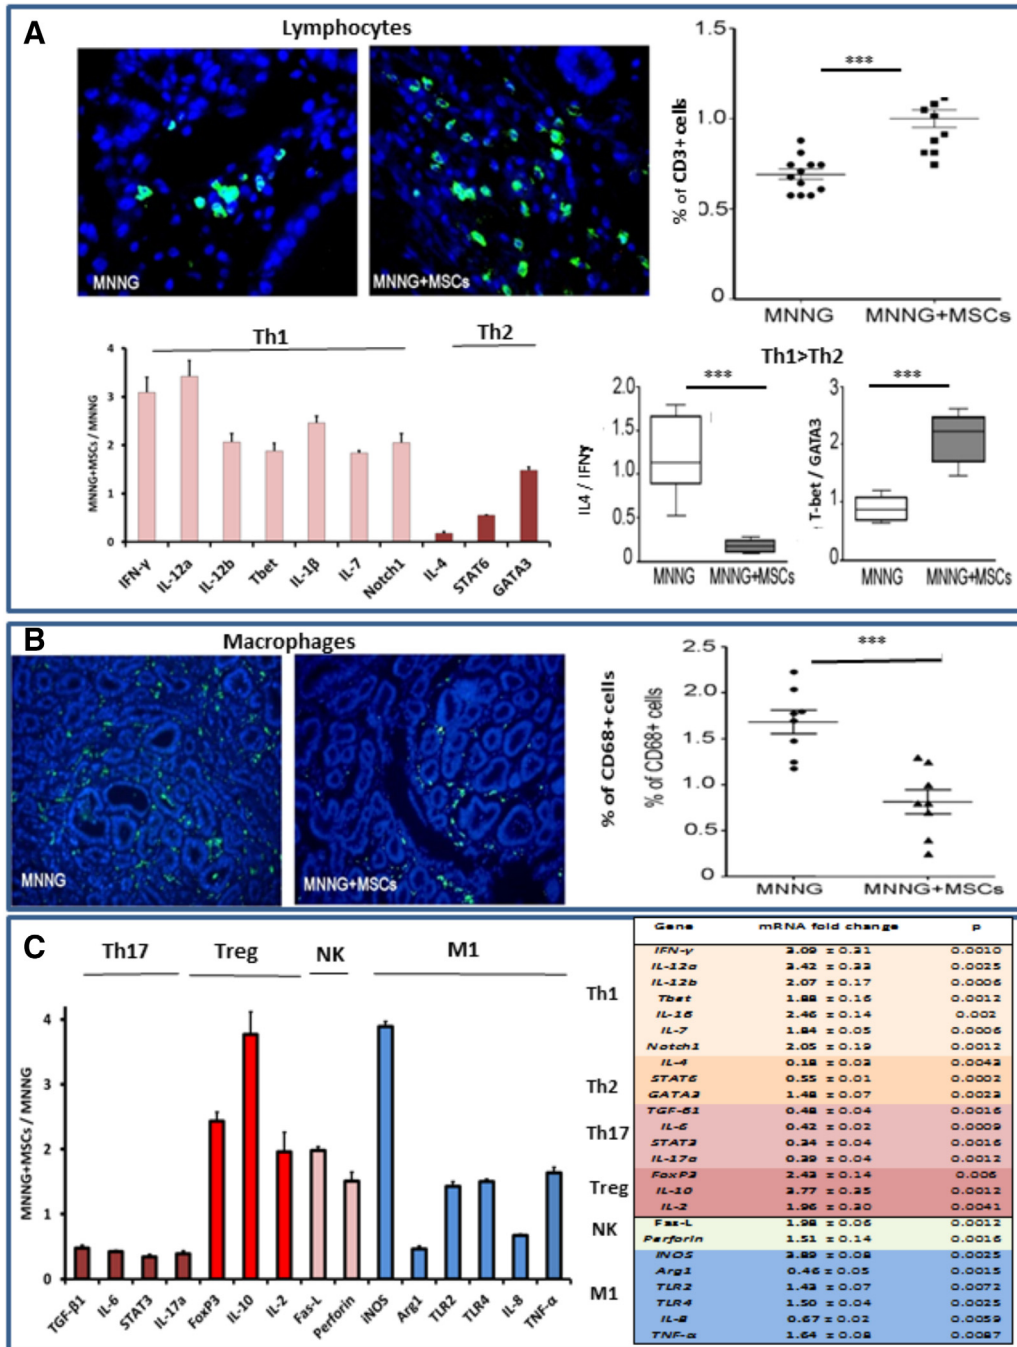 A
Lymphocytes
MNNG
MNNG+MSCs
% of CD3+ cells
1.5
1.0
0.5
0
***
MNNG MNNG+MSCs
Th1
Th2
MNNG+MSCs / MNNG
4
3
2
1
0
IFN-γ IL-12a IL-12b Tbet IL-1β IL-7 Notch1 IL-4 STAT6 GATA3
Th1>Th2
IL4 / IFNγ
2.0
1.5
1.0
0.5
0
***
MNNG MNNG+MSCs
T-bet / GATA3
3
2
1
0
***
MNNG MNNG+MSCs
B
Macrophages
MNNG
MNNG+MSCs
% of CD68+ cells
% of CD68+ cells
2.5
2.0
1.5
1.0
0.5
0
***
MNNG MNNG+MSCs
C
Th17 Treg NK M1
MNNG+MSCs / MNNG
4
3
2
1
0
TGF-β1 IL-6 STAT3 IL-17a FoxP3 IL-10 IL-2 Fas-L Perforin iNOS Arg1 TLR2 TLR4 IL-8 TNF-α
Th1
Th2
Th17
Treg
NK
M1
Gene mRNA fold change p
IFN-γ 3.09 ± 0.31 0.0010
IL-12a 3.42 ± 0.33 0.0025
IL-12b 2.07 ± 0.17 0.0006
Tbet 1.88 ± 0.16 0.0012
IL-1β 2.46 ± 0.14 0.002
IL-7 1.84 ± 0.05 0.0006
Notch1 2.05 ± 0.19 0.0012
IL-4 0.18 ± 0.03 0.0043
STAT6 0.55 ± 0.01 0.0002
GATA3 1.48 ± 0.07 0.0023
TGF-β1 0.48 ± 0.04 0.0016
IL-6 0.42 ± 0.02 0.0009
STAT3 0.34 ± 0.04 0.0016
IL-17a 0.39 ± 0.04 0.0012
FoxP3 2.43 ± 0.14 0.006
IL-10 3.77 ± 0.35 0.0012
IL-2 1.96 ± 0.30 0.0041
Fas-L 1.98 ± 0.06 0.0012
Perforin 1.51 ± 0.14 0.0016
iNOS 3.89 ± 0.08 0.0025
Arg1 0.46 ± 0.05 0.0015
TLR2 1.43 ± 0.07 0.0072
TLR4 1.50 ± 0.04 0.0025
IL-8 0.67 ± 0.02 0.0059
TNF-α 1.64 ± 0.08 0.0087